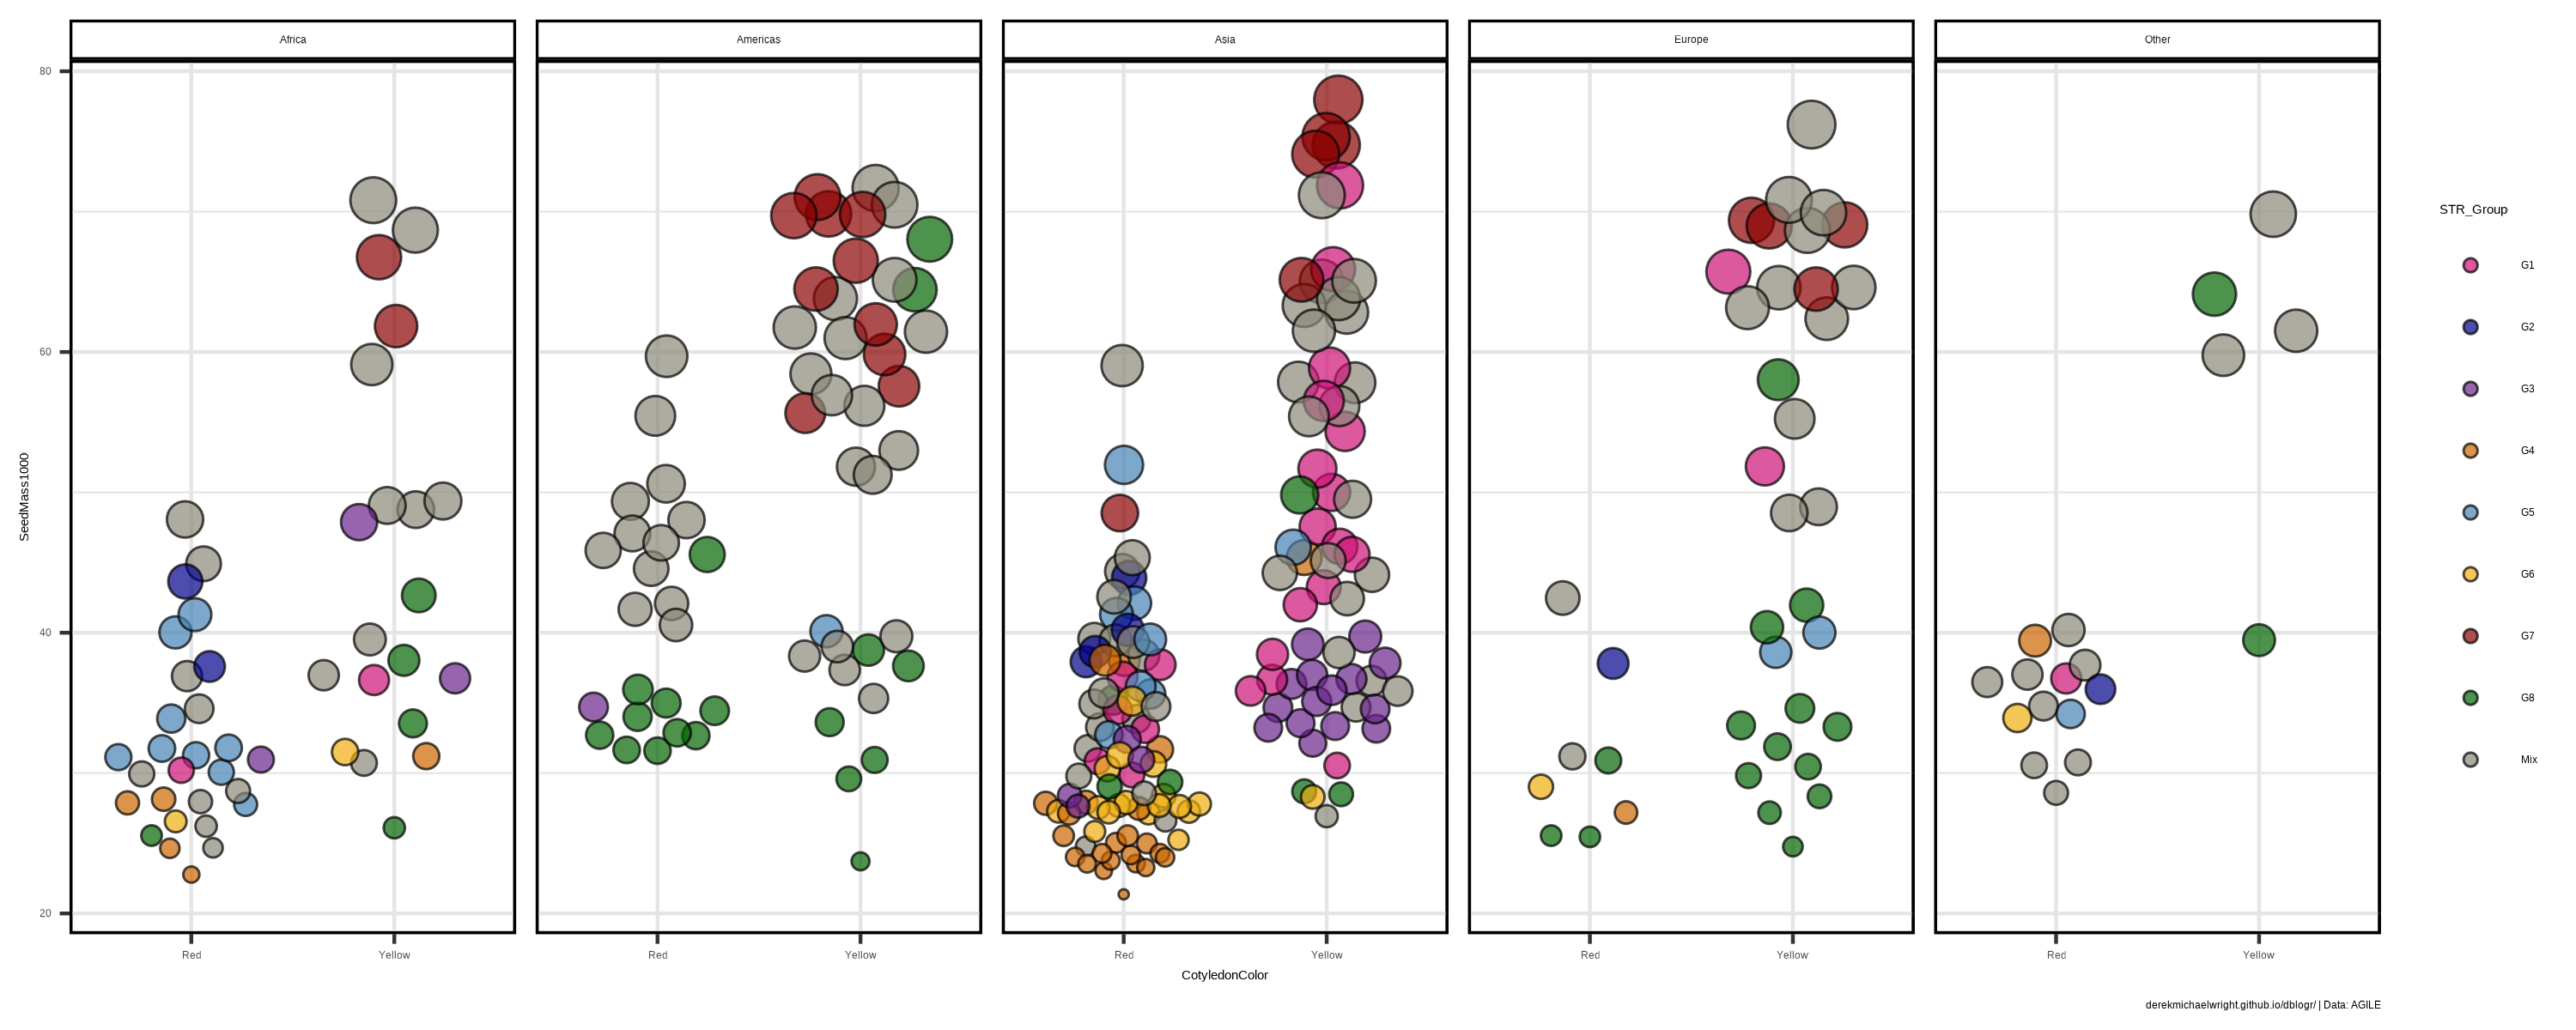 Africa
Americas
Asia
Europe
Other
80
60
40
20
SeedMass1000
Red
Yellow
Red
Yellow
Red
Yellow
Red
Yellow
Red
Yellow
CotyledonColor
STR_Group
G1
G2
G3
G4
G5
G6
G7
G8
Mix
derekmichaelwright.github.io/dblogr/ | Data: AGILE